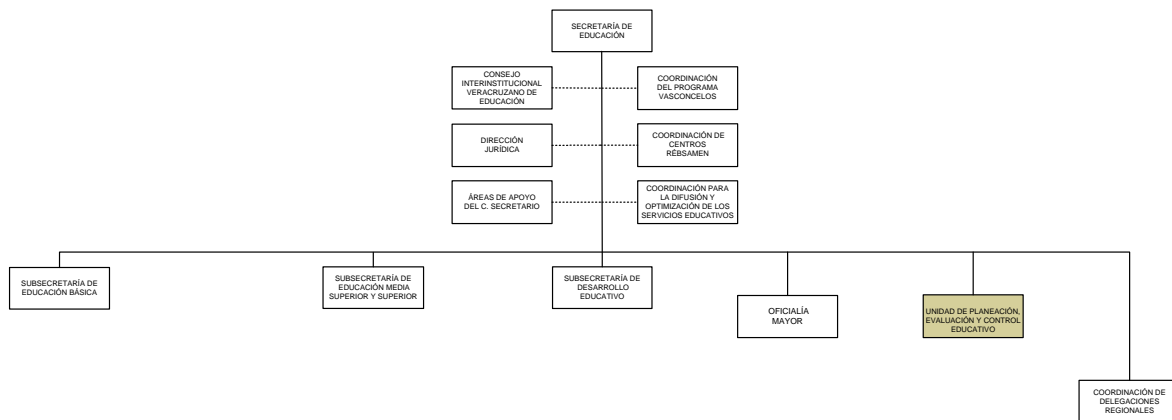 SECRETARÍA DE
EDUCACIÓN
CONSEJO
INTERINSTITUCIONAL
VERACRUZANO DE
EDUCACIÓN
COORDINACIÓN
DEL PROGRAMA
VASCONCELOS
DIRECCIÓN
JURÍDICA
COORDINACIÓN DE
CENTROS
RÉBSAMEN
ÁREAS DE APOYO
DEL C. SECRETARIO
COORDINACIÓN PARA
LA DIFUSIÓN Y
OPTIMIZACIÓN DE LOS
SERVICIOS EDUCATIVOS
SUBSECRETARÍA DE
EDUCACIÓN BÁSICA
SUBSECRETARÍA DE
EDUCACIÓN MEDIA
SUPERIOR Y SUPERIOR
SUBSECRETARÍA DE
DESARROLLO
EDUCATIVO
OFICIALÍA
MAYOR
UNIDAD DE PLANEACIÓN,
EVALUACIÓN Y CONTROL
EDUCATIVO
COORDINACIÓN DE
DELEGACIONES
REGIONALES